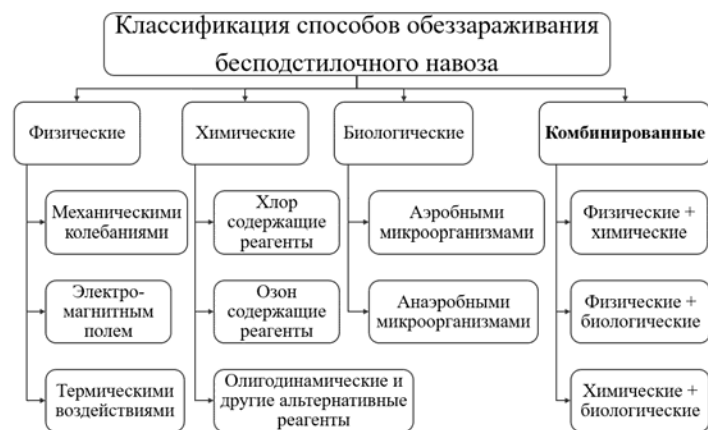 Классификация способов обеззараживания
бесподстилочного навоза
Физические
Химические
Биологические
Комбинированные
Механическими
колебаниями
Хлор
содержащие
реагенты
Аэробными
микроорганизмами
Физические +
химические
Электро-
магнитным
полем
Озон
содержащие
реагенты
Анаэробными
микроорганизмами
Физические +
биологические
Термическими
воздействиями
Олигодинамические и
другие альтернативные
реагенты
Химические +
биологические